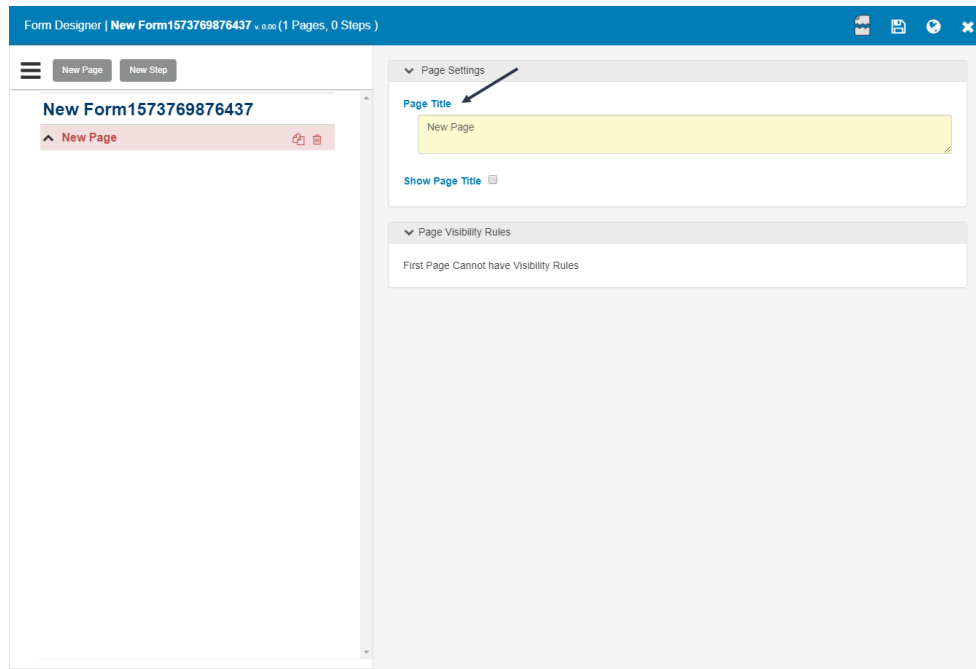 Form Designer | New Form1573769876437 v. 0.00 (1 Pages, 0 Steps )
New Page New Step
New Form1573769876437
New Page
Page Settings
Page Title
New Page
Show Page Title
Page Visibility Rules
First Page Cannot have Visibility Rules